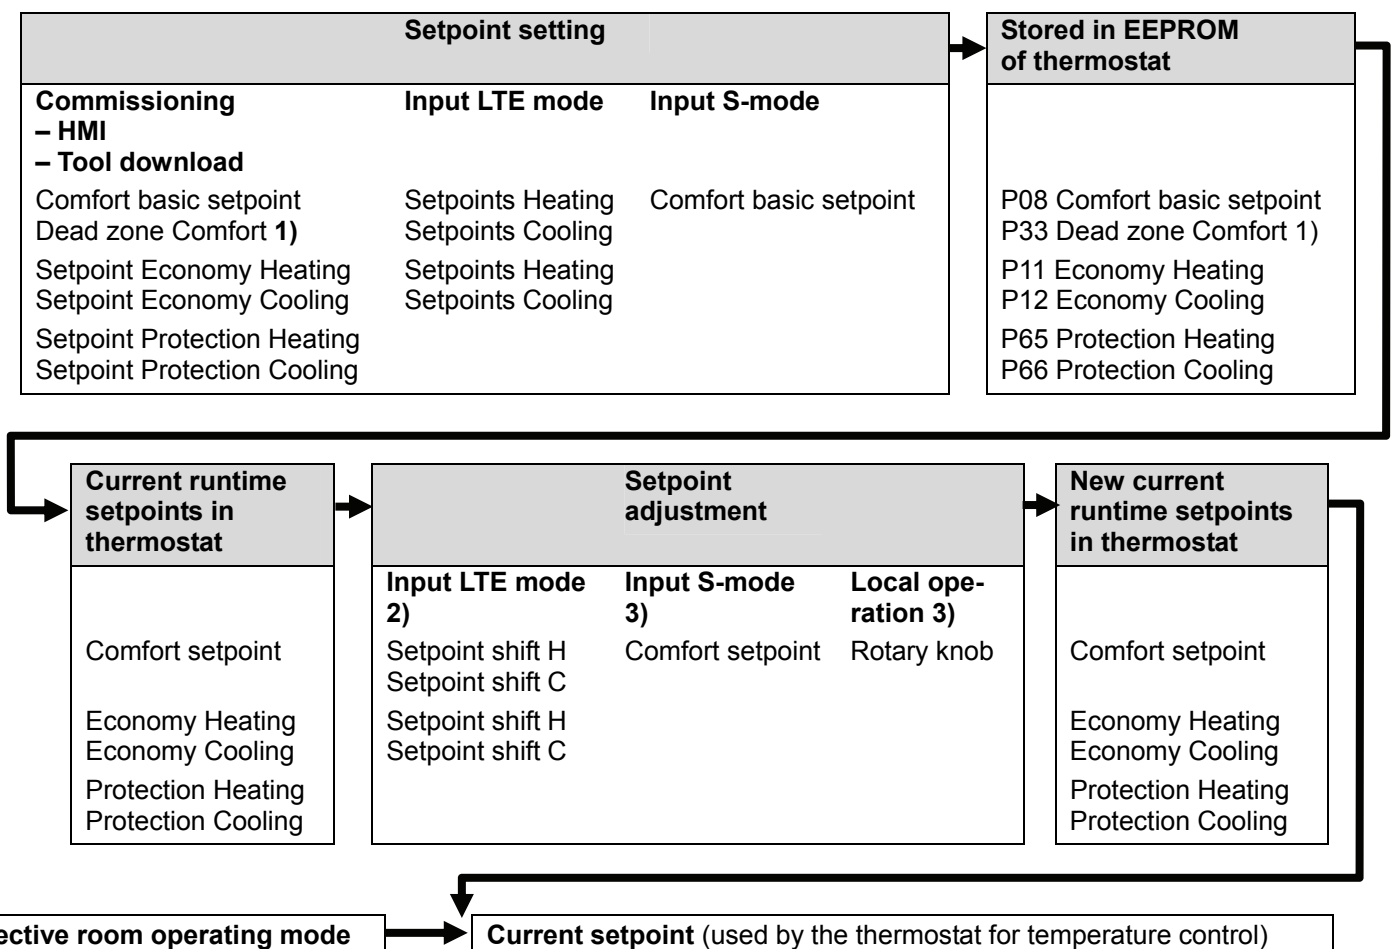 Setpoint setting
Stored in EEPROM
of thermostat
Commissioning
– HMI
– Tool download
Input LTE mode
Input S-mode
Comfort basic setpoint
Dead zone Comfort 1)
Setpoints Heating
Setpoints Cooling
Comfort basic setpoint
P08 Comfort basic setpoint
P33 Dead zone Comfort 1)
Setpoint Economy Heating
Setpoint Economy Cooling
Setpoints Heating
Setpoints Cooling
P11 Economy Heating
P12 Economy Cooling
Setpoint Protection Heating
Setpoint Protection Cooling
P65 Protection Heating
P66 Protection Cooling
Current runtime
setpoints in
thermostat
Setpoint
adjustment
New current
runtime setpoints
in thermostat
Input LTE mode
2)
Input S-mode
3)
Local ope-
ration 3)
Comfort setpoint
Setpoint shift H
Setpoint shift C
Comfort setpoint
Rotary knob
Comfort setpoint
Economy Heating
Economy Cooling
Setpoint shift H
Setpoint shift C
Economy Heating
Economy Cooling
Protection Heating
Protection Cooling
Protection Heating
Protection Cooling
ective room operating mode
Current setpoint (used by the thermostat for temperature control)